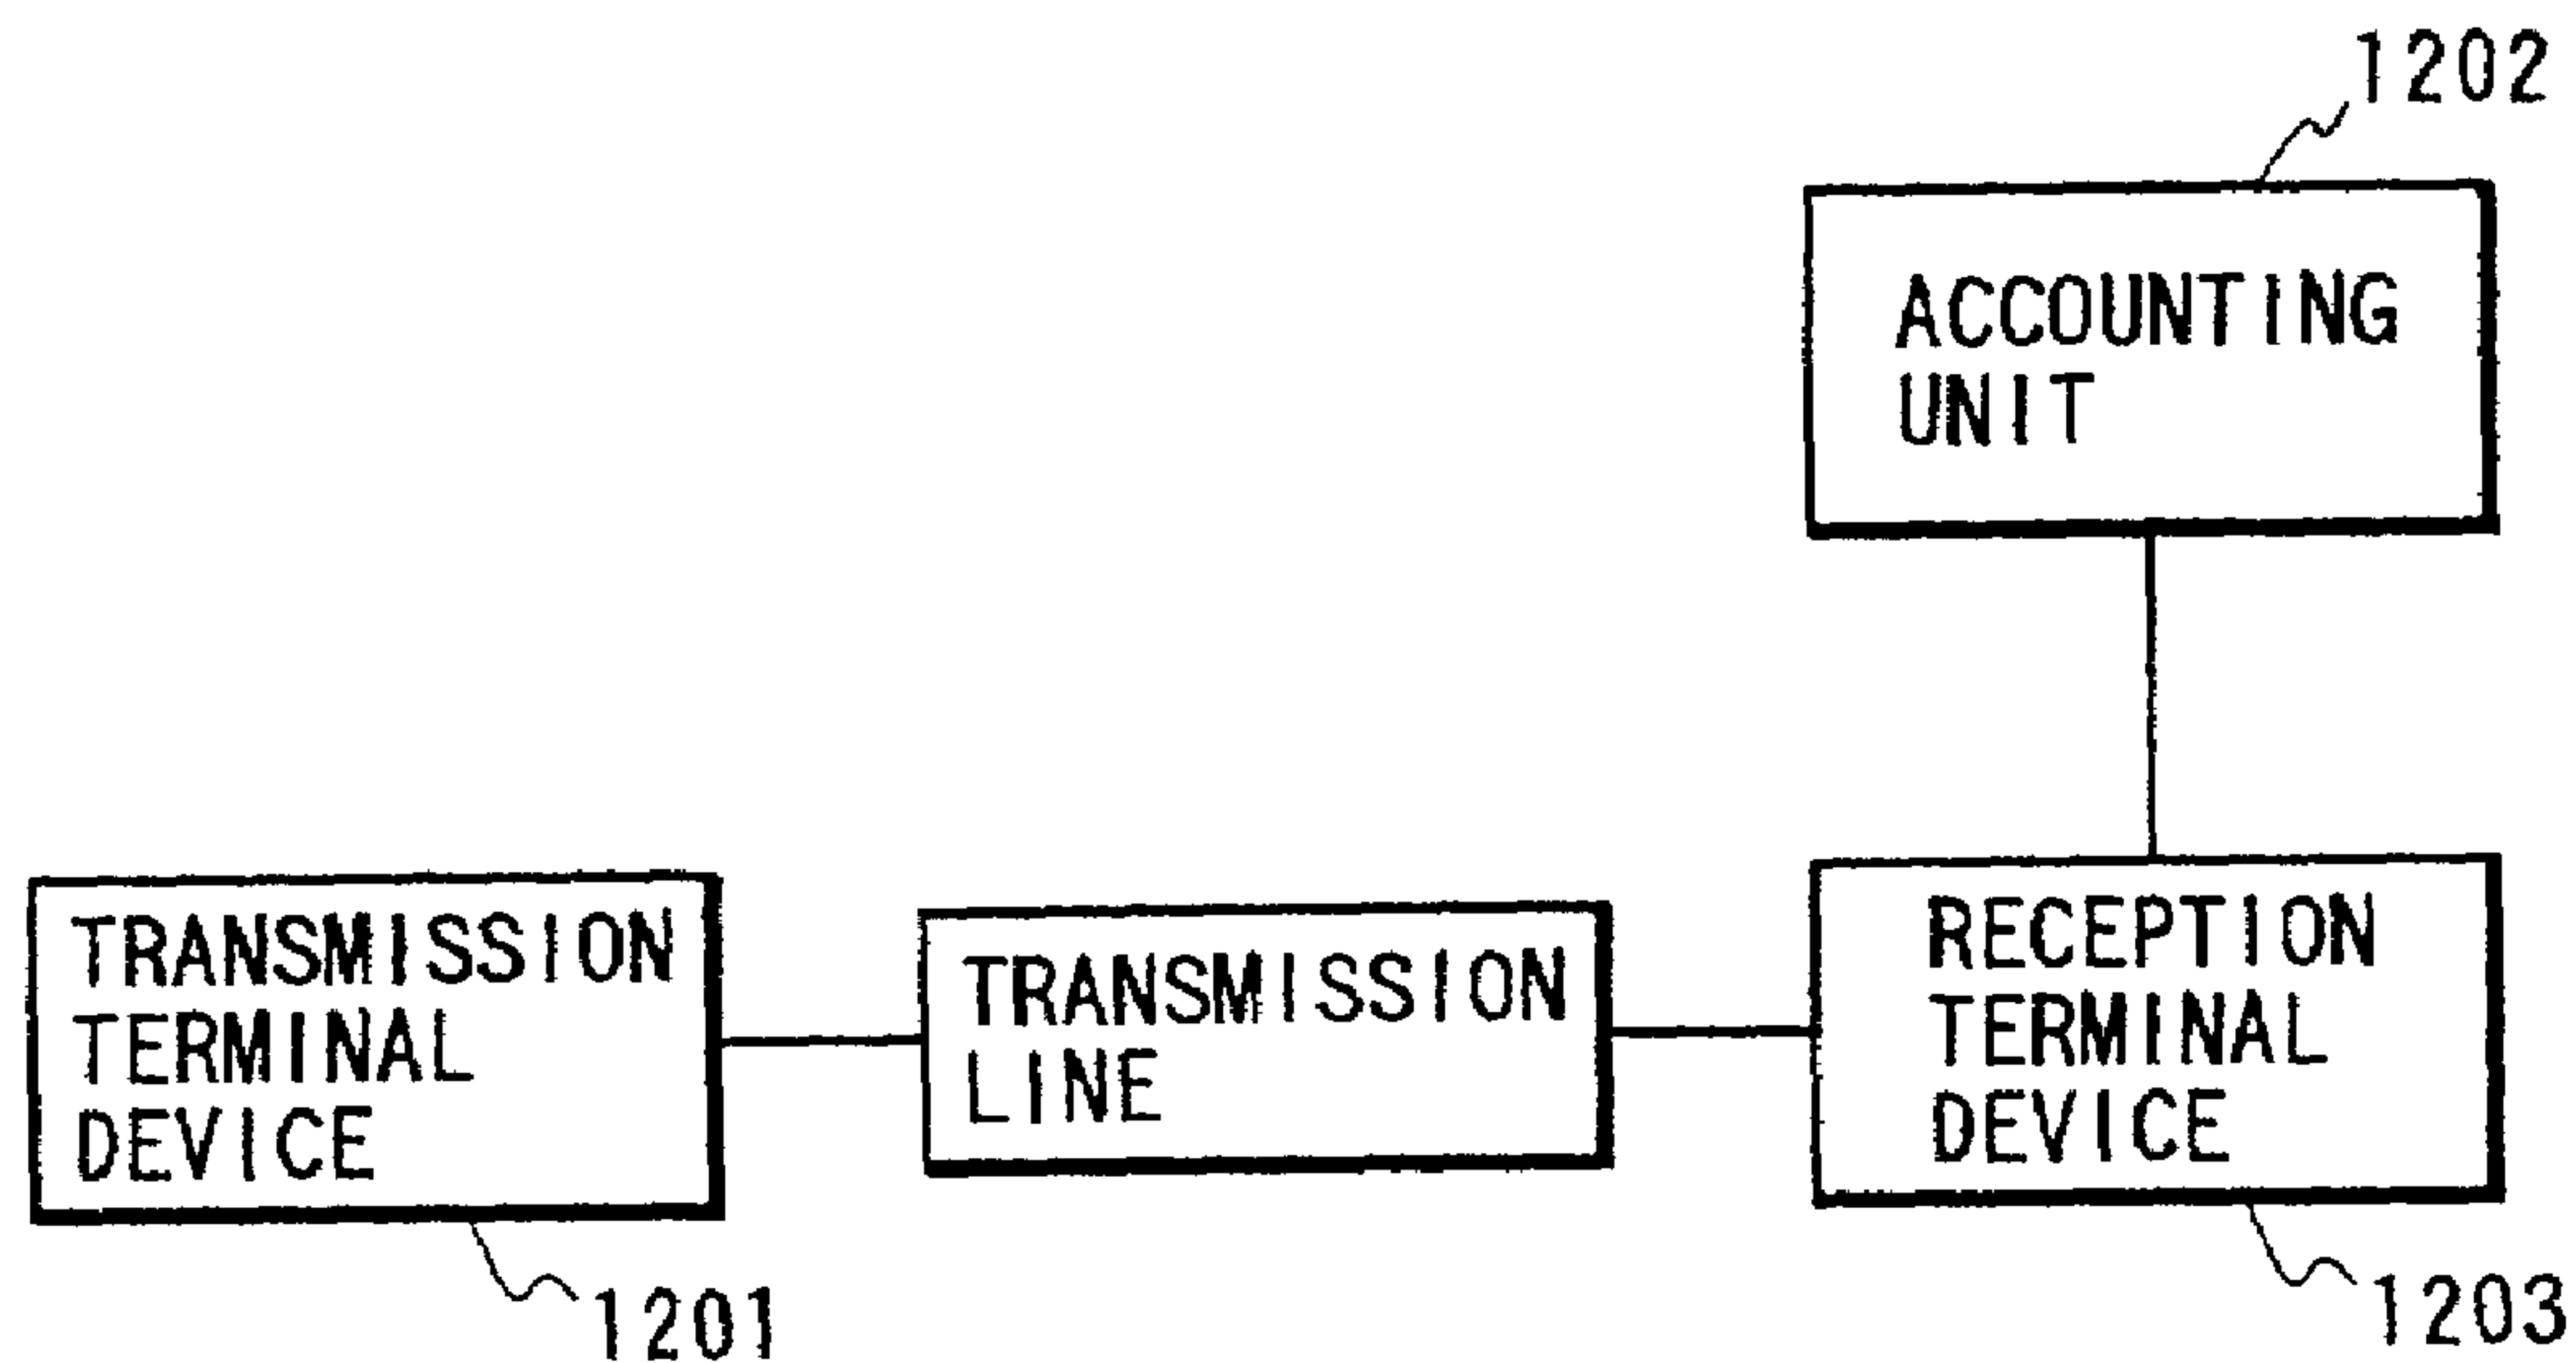 1202
ACCOUNTING
UNIT
TRANSMISSION
TERMINAL
DEVICE
TRANSMISSION
LINE
RECEPTION
TERMINAL
DEVICE
1201
1203